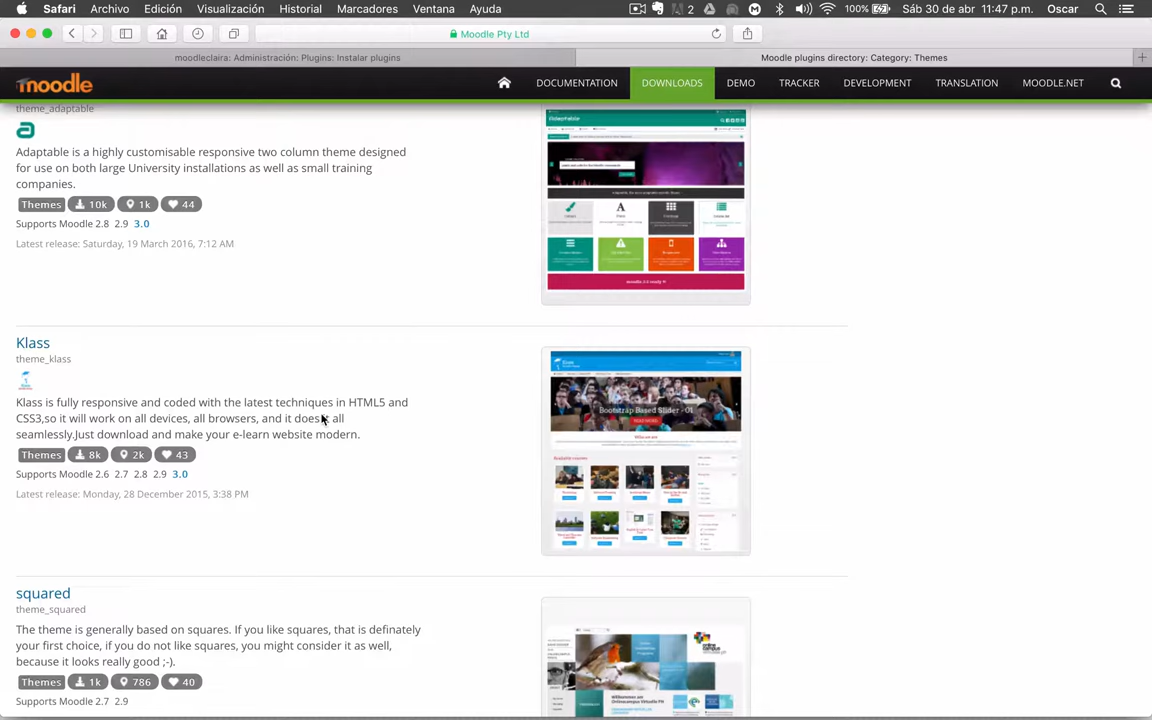 Safari Archivo Edición Visualización Historial Marcadores Ventana Ayuda 2 100% Sáb 30 de abr 11:47 p.m. Oscar
Moodle Pty Ltd
moodleclaira: Administración: Plugins: Instalar plugins
Moodle plugins directory: Category: Themes
moodle DOCUMENTATION DOWNLOADS DEMO TRACKER DEVELOPMENT TRANSLATION MOODLE.NET
theme_adaptable
Adaptable is a highly customisable responsive two column theme designed
for use on both large University installations as well as small training
companies.
Themes 10k 1k 44
Supports Moodle 2.8 2.9 3.0
Latest release: Saturday, 19 March 2016, 7:12 AM
Klass
theme_klass
Klass is fully responsive and coded with the latest techniques in HTML5 and
CSS3,so it will work on all devices, all browsers, and it does it all
seamlessly.Just download and make your e-learn website modern.
Themes 8k 2k 43
Supports Moodle 2.6 2.7 2.8 2.9 3.0
Latest release: Monday, 28 December 2015, 3:38 PM
Bootstrap Based Slider - 01
squared
theme_squared
The theme is generally based on squares. If you like squares, that is definately
your first choice, if you do not like squares, you might consider it as well,
because it looks really good ;-).
Themes 1k 786 40
Supports Moodle 2.7 2.9